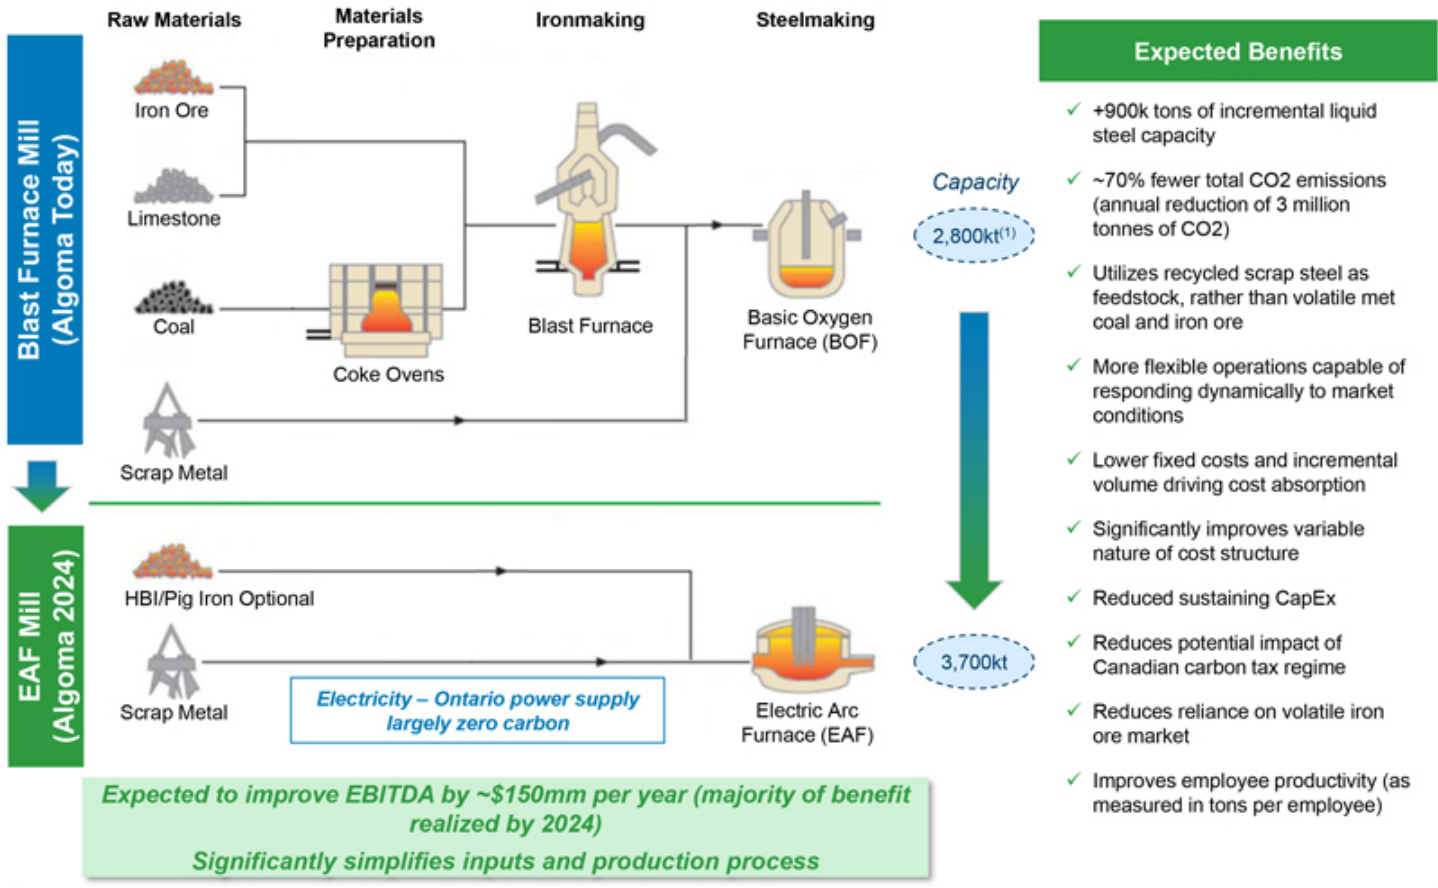 Raw Materials
Materials
Preparation
Ironmaking
Steelmaking
Blast Furnace Mill
(Algoma Today)
Iron Ore
Limestone
Coal
Coke Ovens
Scrap Metal
Blast Furnace
Basic Oxygen
Furnace (BOF)
Capacity
2,800kt(1)
EAF Mill
(Algoma 2024)
HBI/Pig Iron Optional
Scrap Metal
Electricity – Ontario power supply
largely zero carbon
Electric Arc
Furnace (EAF)
3,700kt
Expected to improve EBITDA by ~$150mm per year (majority of benefit
realized by 2024)
Significantly simplifies inputs and production process
Expected Benefits
✓ +900k tons of incremental liquid
steel capacity
✓ ~70% fewer total CO2 emissions
(annual reduction of 3 million
tonnes of CO2)
✓ Utilizes recycled scrap steel as
feedstock, rather than volatile met
coal and iron ore
✓ More flexible operations capable of
responding dynamically to market
conditions
✓ Lower fixed costs and incremental
volume driving cost absorption
✓ Significantly improves variable
nature of cost structure
✓ Reduced sustaining CapEx
✓ Reduces potential impact of
Canadian carbon tax regime
✓ Reduces reliance on volatile iron
ore market
✓ Improves employee productivity (as
measured in tons per employee)